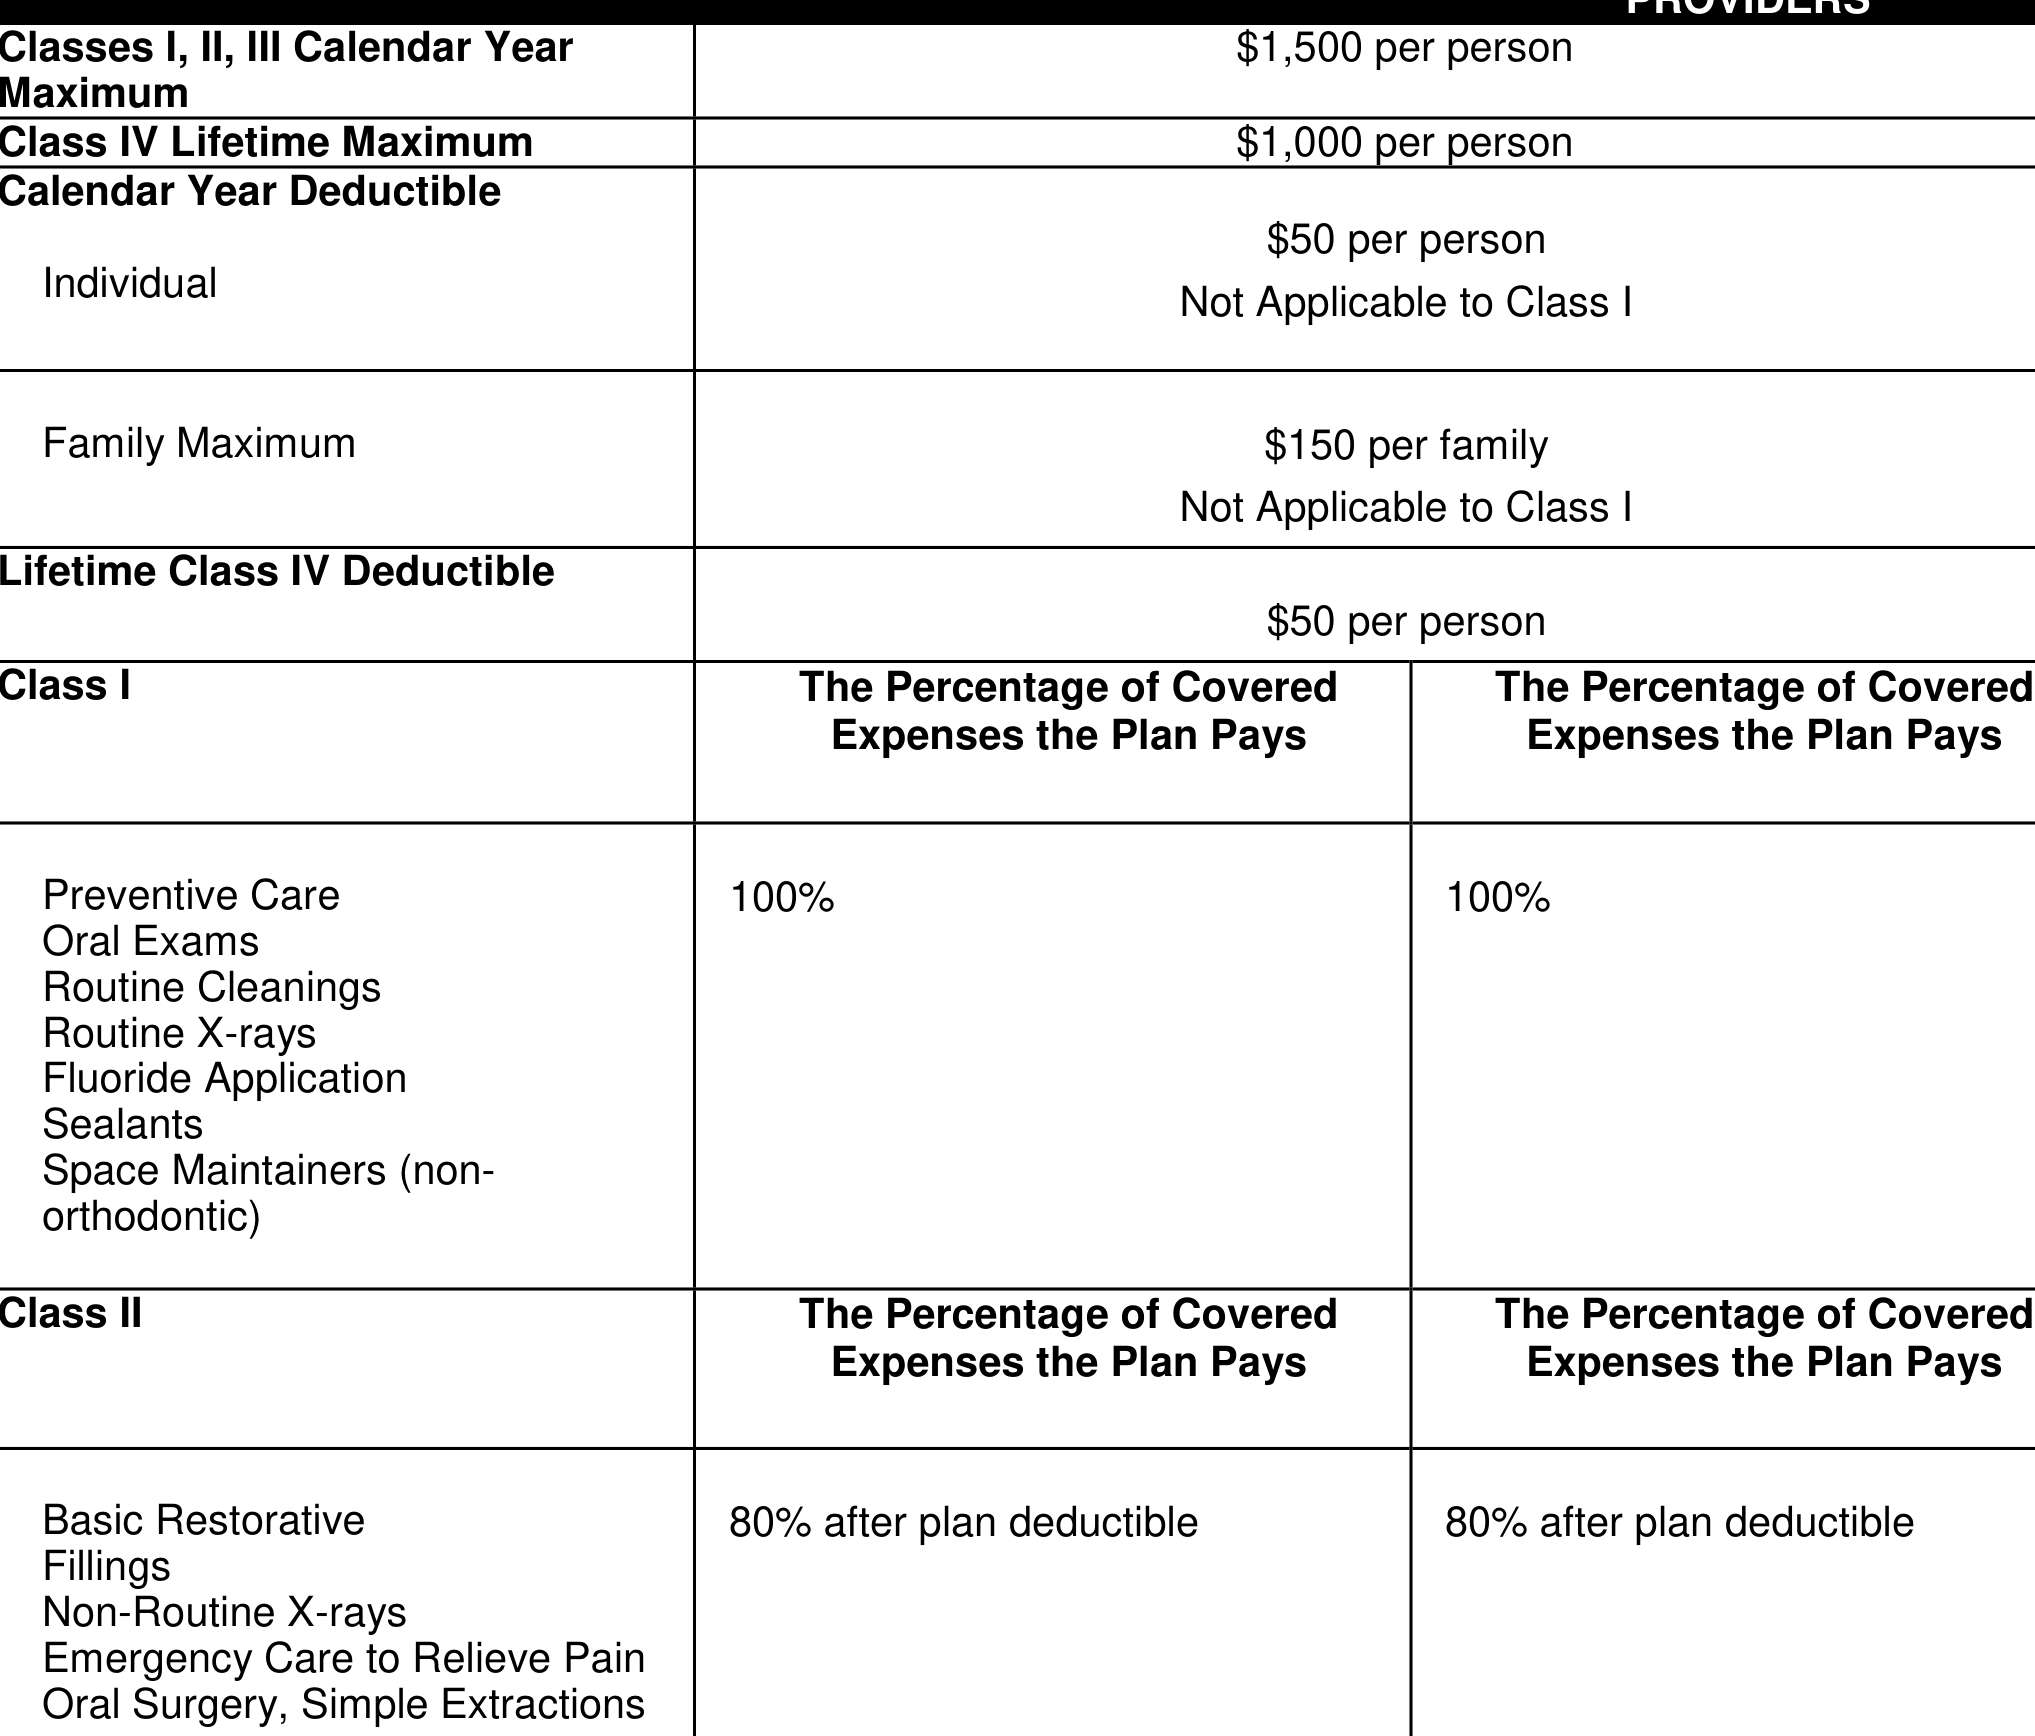 PROVIDERS
Classes I, II, III Calendar Year
Maximum
$1,500 per person
Class IV Lifetime Maximum
$1,000 per person
Calendar Year Deductible
Individual
$50 per person
Not Applicable to Class I
Family Maximum
$150 per family
Not Applicable to Class I
Lifetime Class IV Deductible
$50 per person
Class I
The Percentage of Covered
Expenses the Plan Pays
The Percentage of Covered
Expenses the Plan Pays
Preventive Care
Oral Exams
Routine Cleanings
Routine X-rays
Fluoride Application
Sealants
Space Maintainers (non-
orthodontic)
100%
100%
Class II
The Percentage of Covered
Expenses the Plan Pays
The Percentage of Covered
Expenses the Plan Pays
Basic Restorative
Fillings
Non-Routine X-rays
Emergency Care to Relieve Pain
Oral Surgery, Simple Extractions
80% after plan deductible
80% after plan deductible